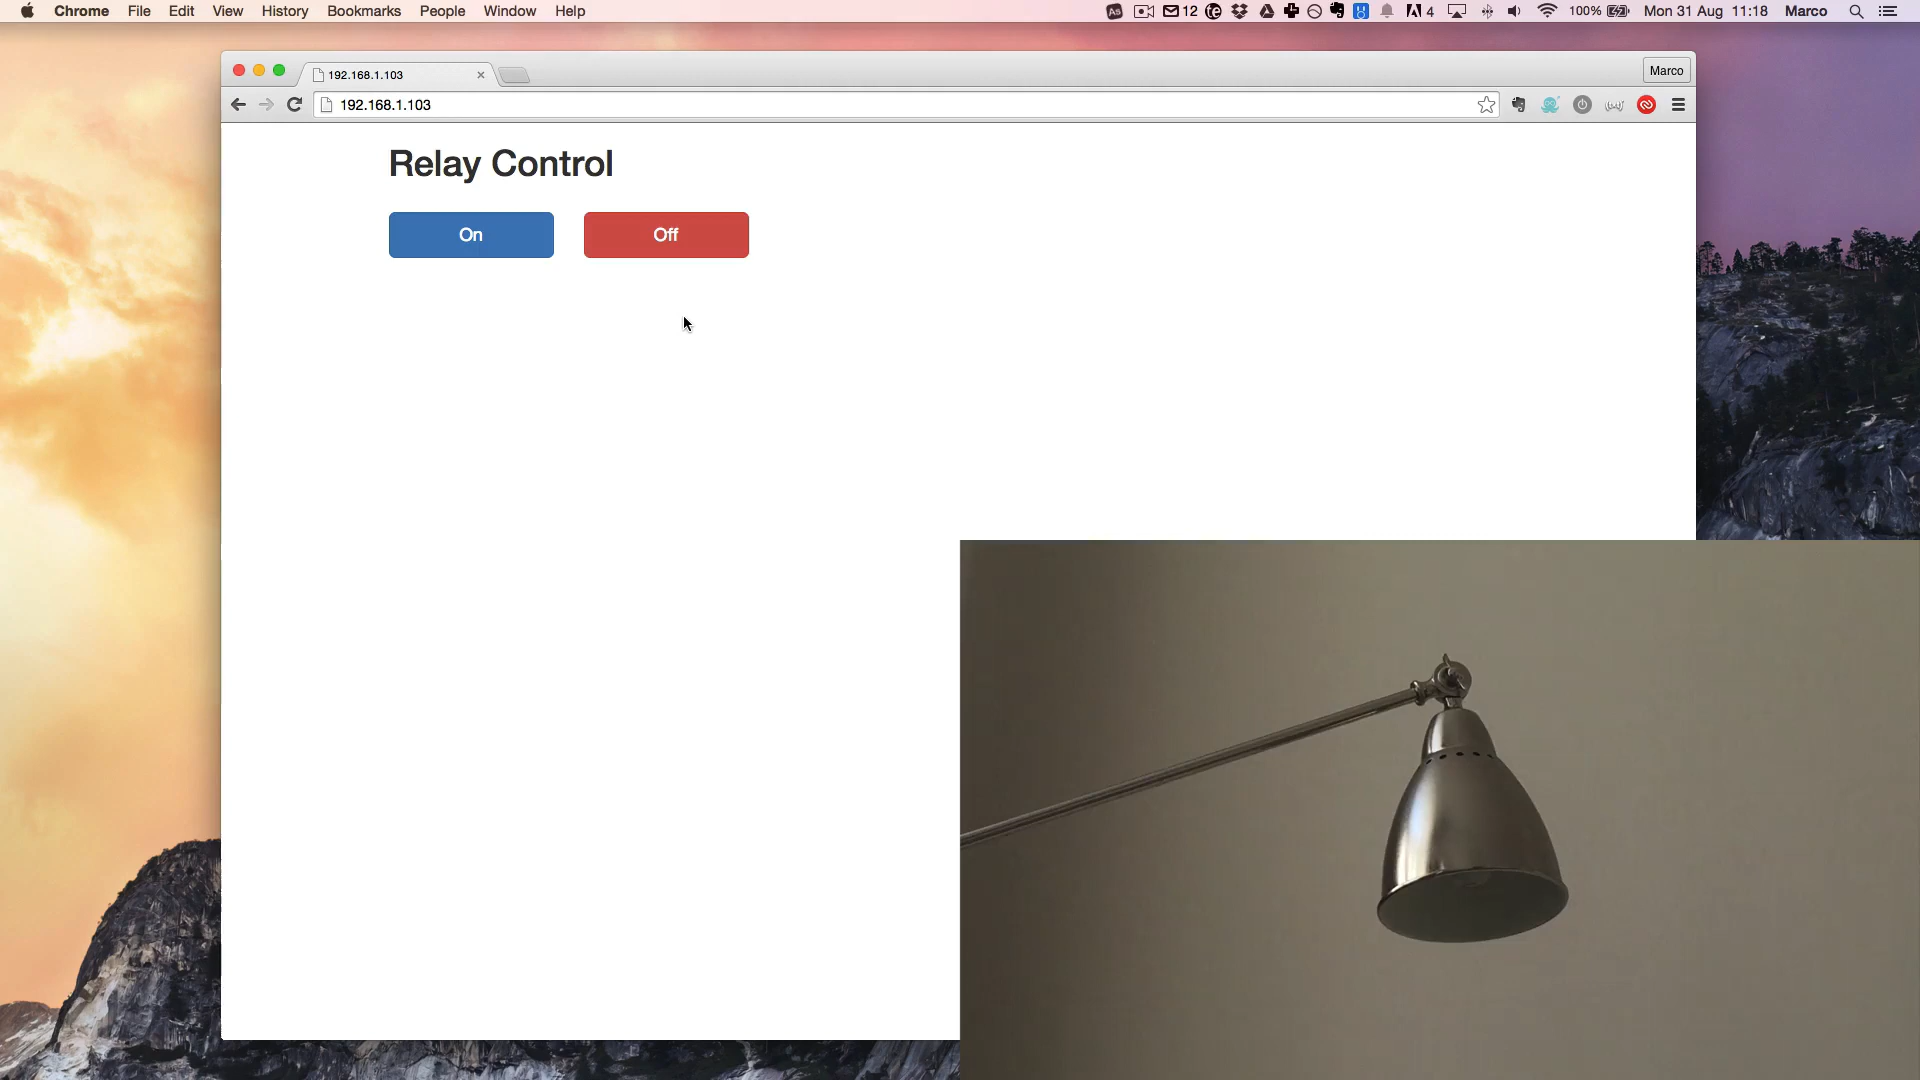 Chrome File Edit View History Bookmarks People Window Help 12 4 100% Mon 31 Aug 11:18 Marco
192.168.1.103 Marco
192.168.1.103
Relay Control
On Off